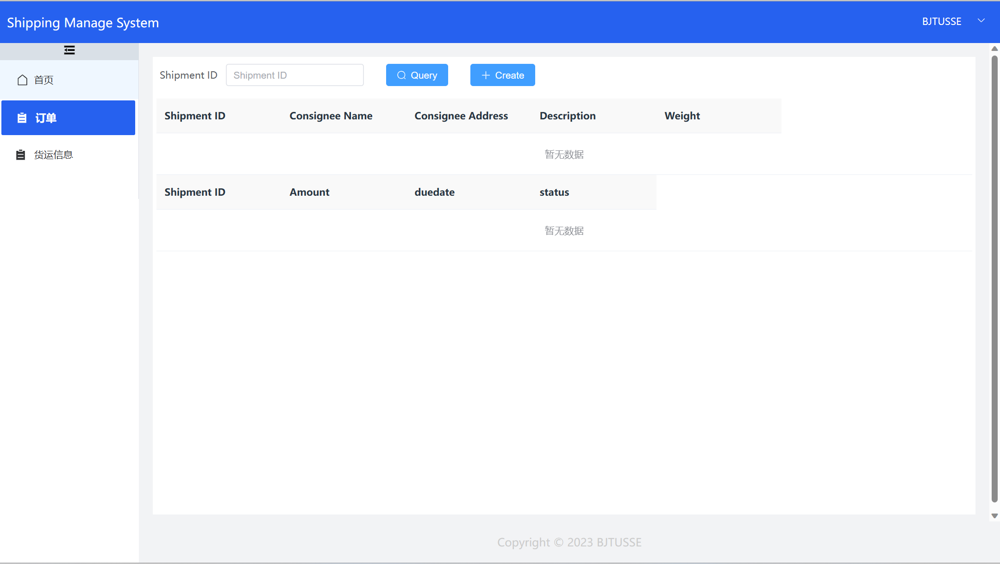 Shipping Manage System
BJTUSSE
首页
订单
货运信息
Shipment ID
Shipment ID
Query
Create
Shipment ID Consignee Name Consignee Address Description Weight
暂无数据
Shipment ID Amount duedate status
暂无数据
Copyright © 2023 BJTUSSE